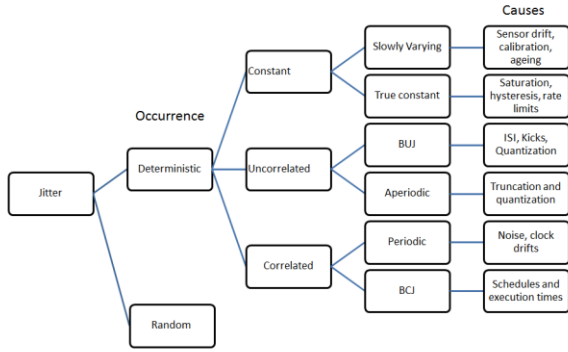 Causes
Slowly Varying
Sensor drift,
calibration,
ageing
Constant
True constant
Saturation,
hysteresis, rate
limits
Occurrence
BUJ
ISI, Kicks,
Quantization
Jitter
Deterministic
Uncorrelated
Aperiodic
Truncation and
quantization
Periodic
Noise, clock
drifts
Correlated
BCJ
Schedules and
execution times
Random